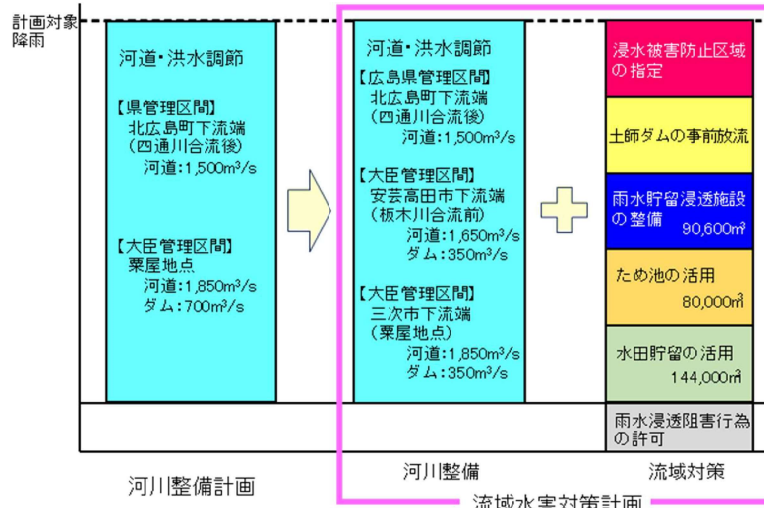 計画対象
降雨
河道・洪水調節
【県管理区間】
北広島町下流端
(四通川合流後)
河道:1,500m³/s
【大臣管理区間】
粟屋地点
河道:1,850m³/s
ダム:700m³/s
河道・洪水調節
【広島県管理区間】
北広島町下流端
(四通川合流後)
河道:1,500m³/s
【大臣管理区間】
安芸高田市下流端
(板木川合流前)
河道:1,650m³/s
ダム:350m³/s
【大臣管理区間】
三次市下流端
(粟屋地点)
河道:1,850m³/s
ダム:350m³/s
浸水被害防止区域
の指定
土師ダムの事前放流
雨水貯留浸透施設
の整備
90,600㎥
ため池の活用
80,000㎥
水田貯留の活用
144,000㎥
雨水浸透阻害行為
の許可
河川整備計画
河川整備
流域対策
流域水害対策計画